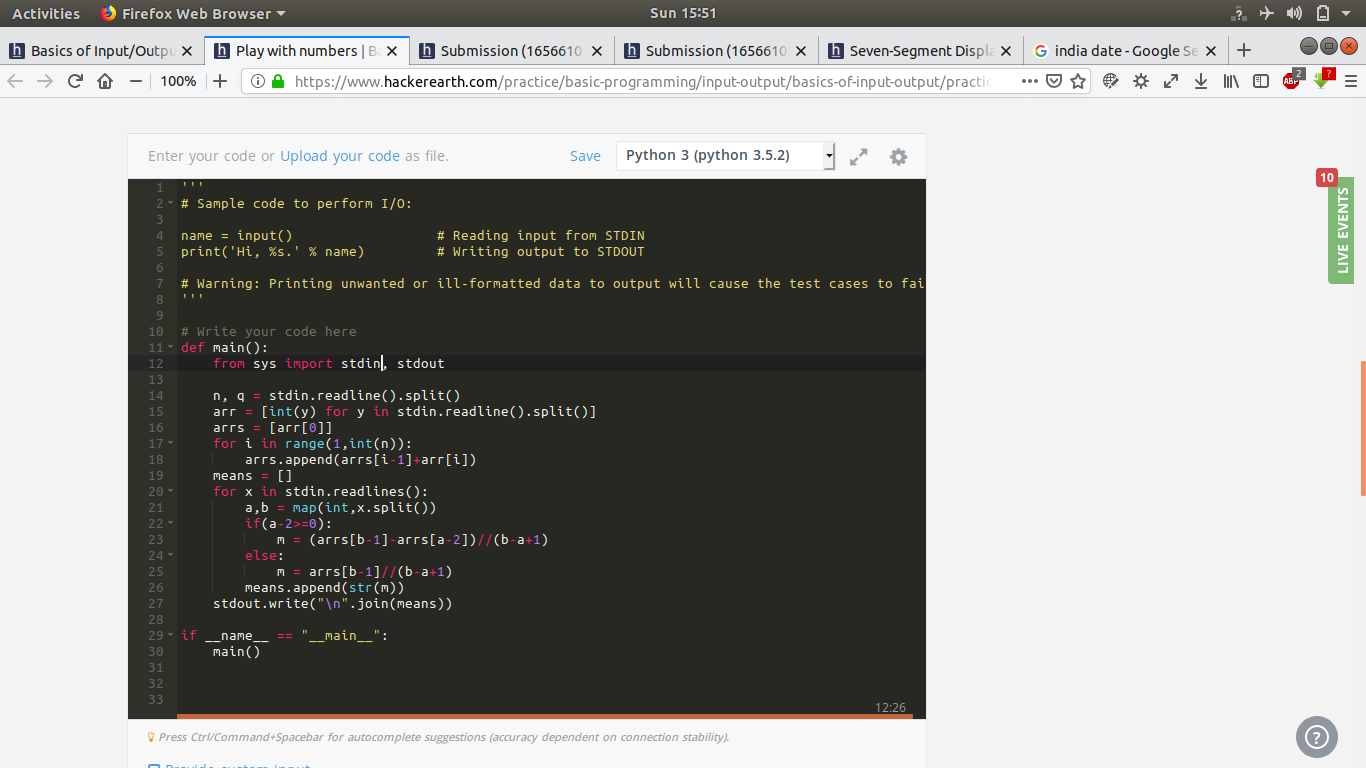 Activities Firefox Web Browser Sun 15:51
Basics of Input/Outpu Play with numbers | Ba Submission (1656610 Submission (1656610 Seven-Segment Displa india date - Google Se
100% https://www.hackerearth.com/practice/basic-programming/input-output/basics-of-input-output/practic ABP 2 ?
Enter your code or Upload your code as file. Save Python 3 (python 3.5.2)
10
LIVE EVENTS
1 '''
2 # Sample code to perform I/O:
3
4 name = input() # Reading input from STDIN
5 print('Hi, %s.' % name) # Writing output to STDOUT
6
7 # Warning: Printing unwanted or ill-formatted data to output will cause the test cases to fai
8 '''
9
10 # Write your code here
11 def main():
12 from sys import stdin, stdout
13
14 n, q = stdin.readline().split()
15 arr = [int(y) for y in stdin.readline().split()]
16 arrs = [arr[0]]
17 for i in range(1,int(n)):
18 arrs.append(arrs[i-1]+arr[i])
19 means = []
20 for x in stdin.readlines():
21 a,b = map(int,x.split())
22 if(a-2>=0):
23 m = (arrs[b-1]-arrs[a-2])//(b-a+1)
24 else:
25 m = arrs[b-1]//(b-a+1)
26 means.append(str(m))
27 stdout.write("\n".join(means))
28
29 if __name__ == "__main__":
30 main()
31
32
33
12:26
Press Ctrl/Command+Spacebar for autocomplete suggestions (accuracy dependent on connection stability).
Provide custom input
?